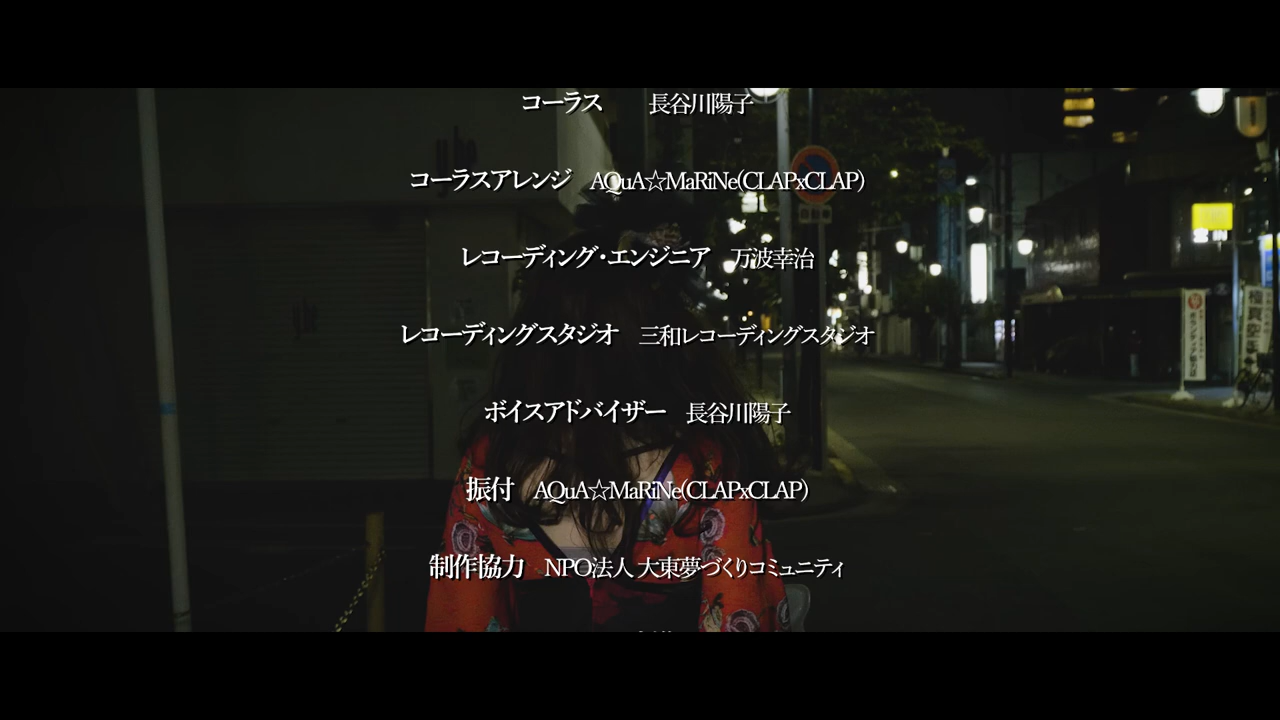 コーラス 長谷川陽子
コーラスアレンジ AQuA☆MaRiNe(CLAPxCLAP)
レコーディング・エンジニア 万波幸治
レコーディングスタジオ 三和レコーディングスタジオ
ボイスアドバイザー 長谷川陽子
振付 AQuA☆MaRiNe(CLAPxCLAP)
制作協力 NPO法人 大東夢づくりコミュニティ
極真空手